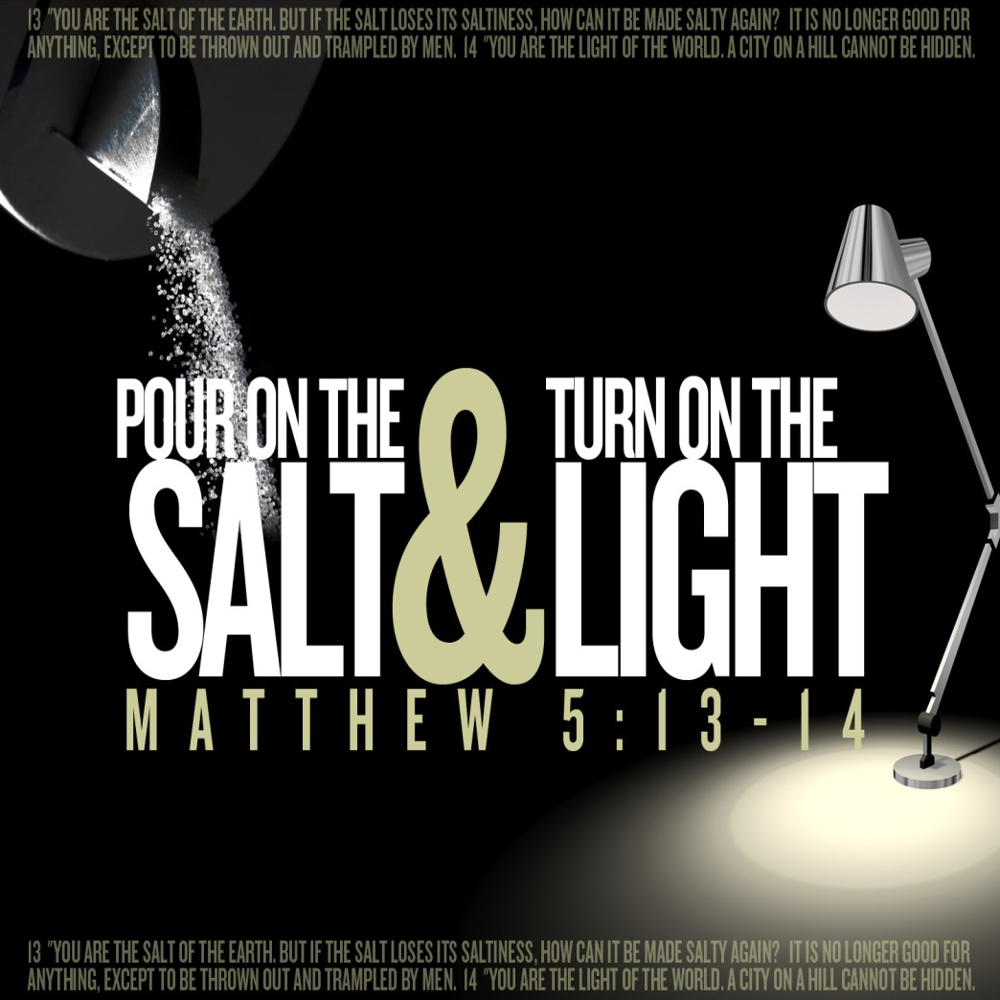 13 "YOU ARE THE SALT OF THE EARTH. BUT IF THE SALT LOSES ITS SALTINESS, HOW CAN IT BE MADE SALTY AGAIN? IT IS NO LONGER GOOD FOR
ANYTHING, EXCEPT TO BE THROWN OUT AND TRAMPLED BY MEN. 14 "YOU ARE THE LIGHT OF THE WORLD. A CITY ON A HILL CANNOT BE HIDDEN.
POUR ON THE
SALT
&
TURN ON THE
LIGHT
MATTHEW 5:13-14
13 "YOU ARE THE SALT OF THE EARTH. BUT IF THE SALT LOSES ITS SALTINESS, HOW CAN IT BE MADE SALTY AGAIN? IT IS NO LONGER GOOD FOR
ANYTHING, EXCEPT TO BE THROWN OUT AND TRAMPLED BY MEN. 14 "YOU ARE THE LIGHT OF THE WORLD. A CITY ON A HILL CANNOT BE HIDDEN.